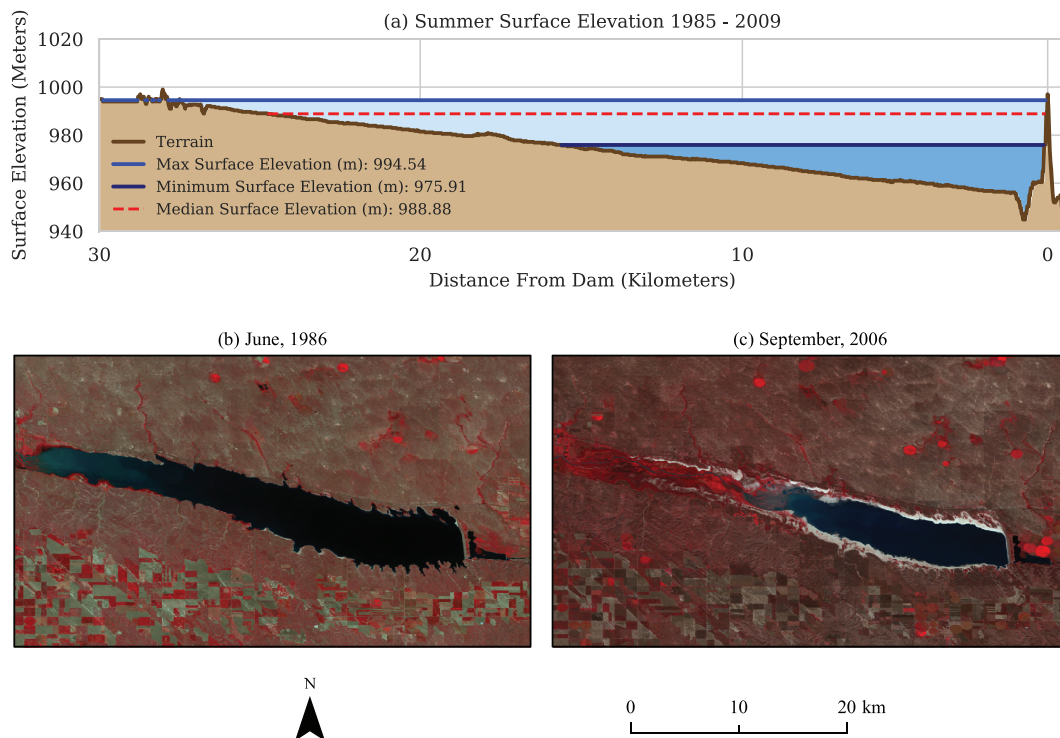 (a) Summer Surface Elevation 1985 - 2009
Surface Elevation (Meters)
1020
1000
980
960
940
Terrain
Max Surface Elevation (m): 994.54
Minimum Surface Elevation (m): 975.91
Median Surface Elevation (m): 988.88
30
20
10
0
Distance From Dam (Kilometers)
(b) June, 1986
(c) September, 2006
N
0
10
20 km